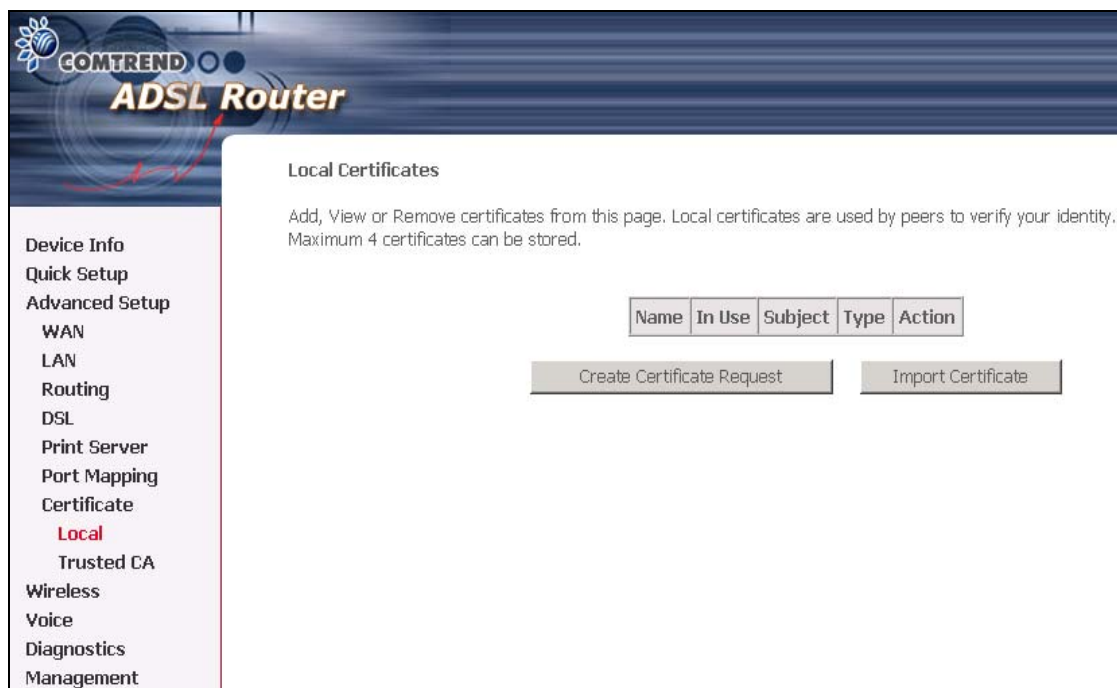 COMTREND
ADSL Router
Local Certificates
Add, View or Remove certificates from this page. Local certificates are used by peers to verify your identity.
Maximum 4 certificates can be stored.
Name In Use Subject Type Action
Create Certificate Request Import Certificate
Device Info
Quick Setup
Advanced Setup
WAN
LAN
Routing
DSL
Print Server
Port Mapping
Certificate
Local
Trusted CA
Wireless
Voice
Diagnostics
Management